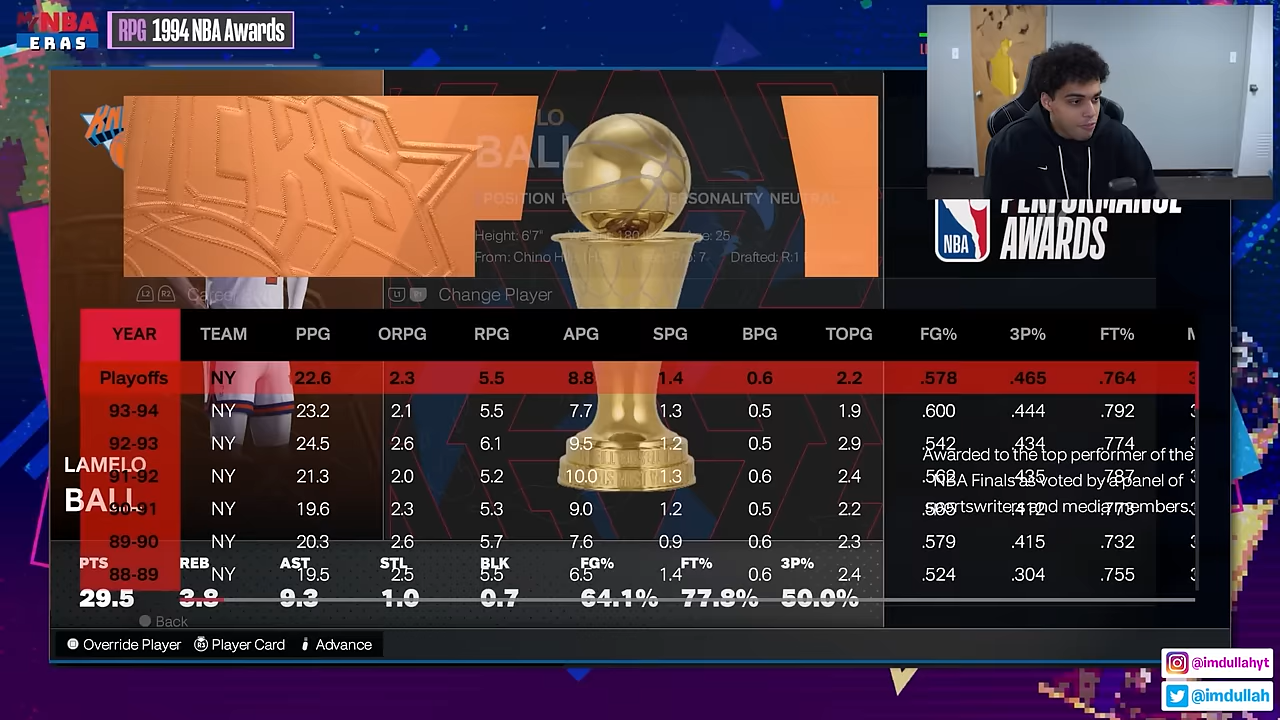 NBA
ERAS
RPG 1994 NBA Awards
BALL
POSITION PG | SG PERSONALITY NEUTRAL
Height: 6'7"
From: Chino
Drafted: R:1
NBA
PERFORMANCE
AWARDS
L2 R2
L1 R1 Change Player
YEAR TEAM PPG ORPG RPG APG SPG BPG TOPG FG% 3P% FT%
Playoffs NY 22.6 2.3 5.5 8.8 1.4 0.6 2.2 .578 .465 .764
93-94 NY 23.2 2.1 5.5 7.7 1.3 0.5 1.9 .600 .444 .792
92-93 NY 24.5 2.6 6.1 9.5 1.2 0.5 2.9 .542 .434 .774
91-92 NY 21.3 2.0 5.2 10.0 1.3 0.6 2.4
90-91 NY 19.6 2.3 5.3 9.0 1.2 0.5 2.2
89-90 NY 20.3 2.6 5.7 7.6 0.9 0.6 2.3 .579 .415 .732
88-89 NY 19.5 2.5 5.5 6.5 1.4 0.6 2.4 .524 .304 .755
Awarded to the top performer of the
NBA Finals as voted by a panel of
sportswriters and media members.
LAMELO
BALL
PTS REB AST STL BLK FG% FT% 3P%
29.5 3.8 9.3 1.0 0.7 64.1% 77.8% 50.0%
Back
Override Player Player Card Advance
@imdullahyt
@imdullah